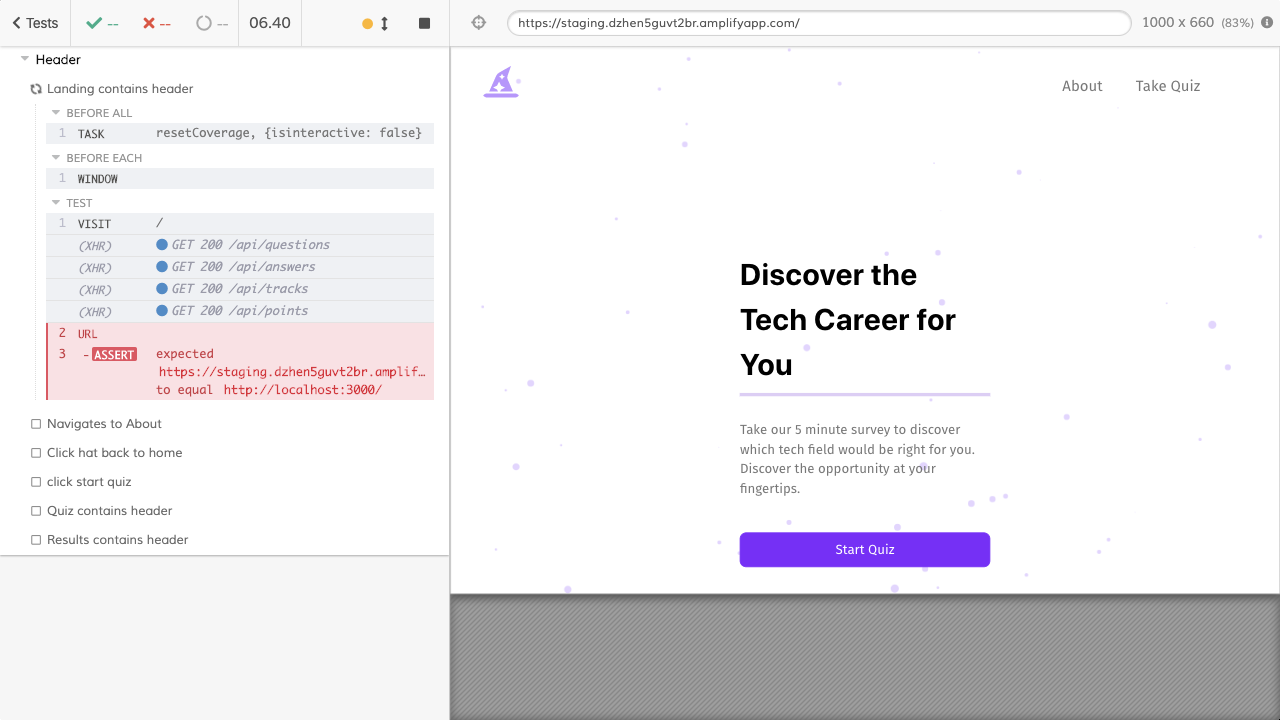 Tests -- -- -- 06.40
https://staging.dzhen5guvt2br.amplifyapp.com/ 1000 x 660 (83%)
Header
Landing contains header
BEFORE ALL
1 TASK resetCoverage, {isinteractive: false}
BEFORE EACH
1 WINDOW
TEST
1 VISIT /
(XHR) GET 200 /api/questions
(XHR) GET 200 /api/answers
(XHR) GET 200 /api/tracks
(XHR) GET 200 /api/points
2 URL
3 -ASSERT expected
https://staging.dzhen5guvt2br.amplif…
to equal http://localhost:3000/
Navigates to About
Click hat back to home
click start quiz
Quiz contains header
Results contains header
About Take Quiz
Discover the
Tech Career for
You
Take our 5 minute survey to discover
which tech field would be right for you.
Discover the opportunity at your
fingertips.
Start Quiz